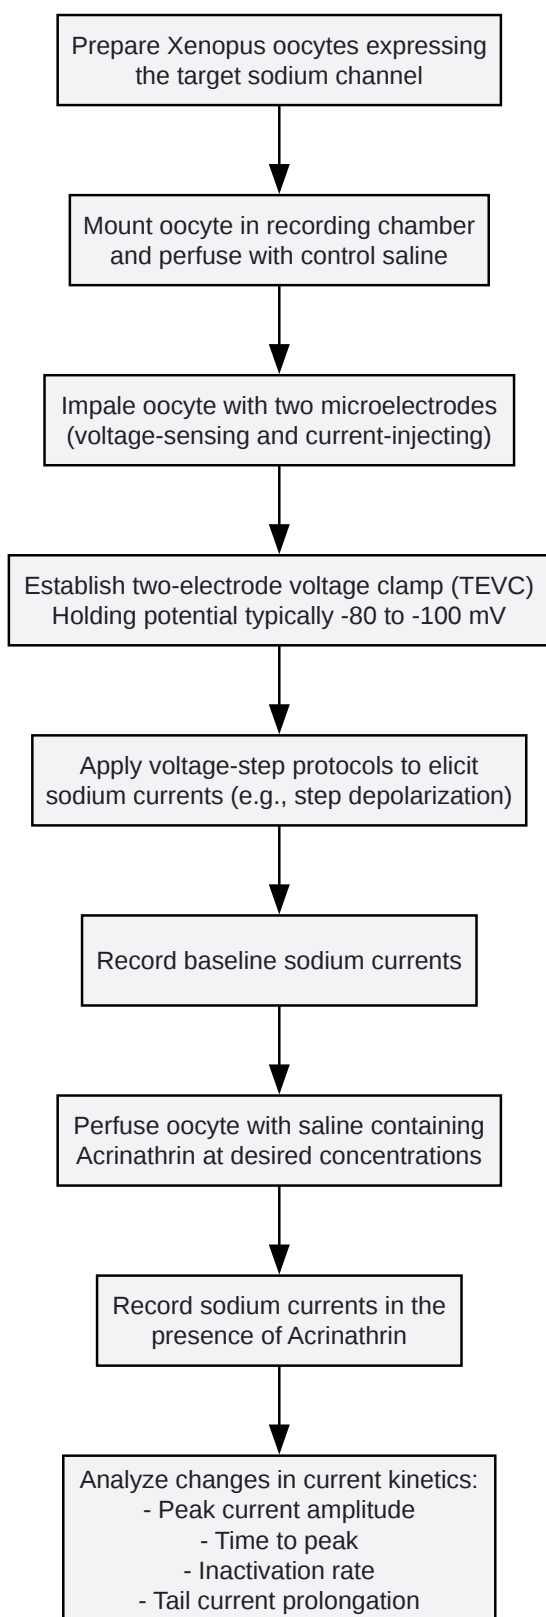 Prepare Xenopus oocytes expressing
the target sodium channel
Mount oocyte in recording chamber
and perfuse with control saline
Impale oocyte with two microelectrodes
(voltage-sensing and current-injecting)
Establish two-electrode voltage clamp (TEVC)
Holding potential typically -80 to -100 mV
Apply voltage-step protocols to elicit
sodium currents (e.g., step depolarization)
Record baseline sodium currents
Perfuse oocyte with saline containing
Acrinathrin at desired concentrations
Record sodium currents in the
presence of Acrinathrin
Analyze changes in current kinetics:
- Peak current amplitude
- Time to peak
- Inactivation rate
- Tail current prolongation